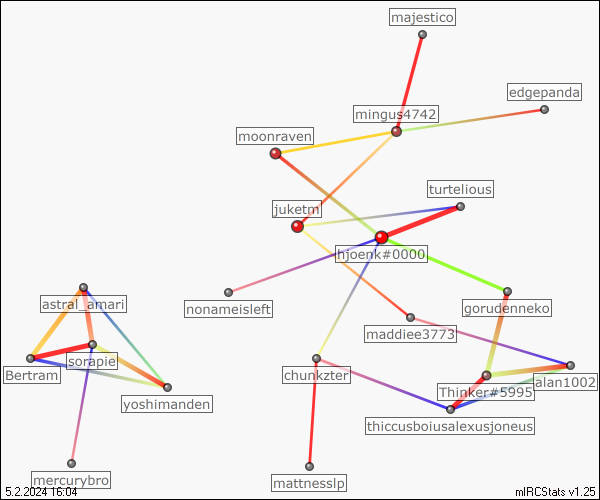 majestico
edgepanda
mingus4742
moonraven
turtelious
juketm
hjoenk#0000
astral_amari
nonameisleft
gorudenneko
maddiee3773
sorapie
Bertram
chunkzter
alan1002
Thinker#5995
yoshimanden
thiccusboiusalexusjoneus
mercurybro
mattnesslp
5.2.2024 16:04
mIRCStats v1.25